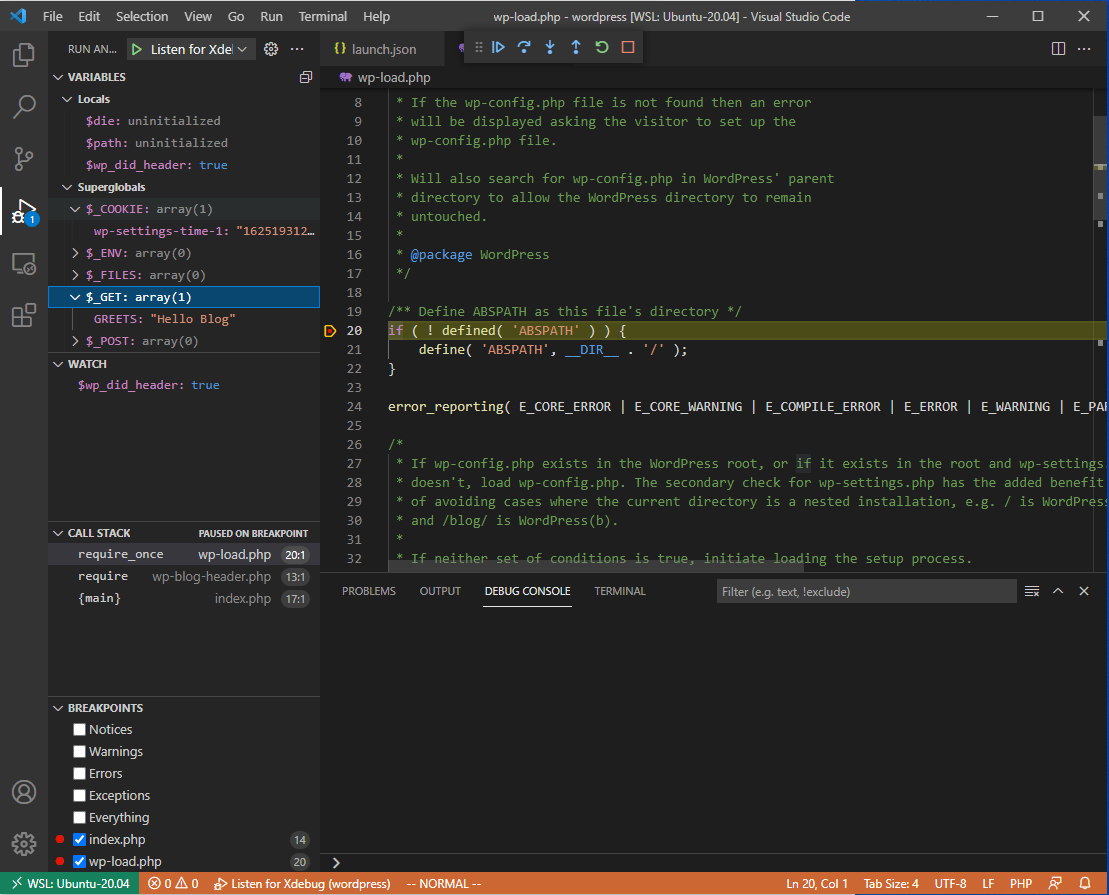 File Edit Selection View Go Run Terminal Help wp-load.php - wordpress [WSL: Ubuntu-20.04] - Visual Studio Code
RUN AN... Listen for Xdel
launch.json
wp-load.php
VARIABLES
Locals
$die: uninitialized
$path: uninitialized
$wp_did_header: true
Superglobals
$_COOKIE: array(1)
wp-settings-time-1: "162519312...
$_ENV: array(0)
$_FILES: array(0)
$_GET: array(1)
GREETS: "Hello Blog"
$_POST: array(0)
WATCH
$wp_did_header: true
CALL STACK PAUSED ON BREAKPOINT
require_once wp-load.php 20:1
require wp-blog-header.php 13:1
{main} index.php 17:1
BREAKPOINTS
Notices
Warnings
Errors
Exceptions
Everything
index.php 14
wp-load.php 20
1
8 * If the wp-config.php file is not found then an error
9 * will be displayed asking the visitor to set up the
10 * wp-config.php file.
11 *
12 * Will also search for wp-config.php in WordPress' parent
13 * directory to allow the WordPress directory to remain
14 * untouched.
15 *
16 * @package WordPress
17 */
18
19 /** Define ABSPATH as this file's directory */
20 if ( ! defined( 'ABSPATH' ) ) {
21 define( 'ABSPATH', __DIR__ . '/' );
22 }
23
24 error_reporting( E_CORE_ERROR | E_CORE_WARNING | E_COMPILE_ERROR | E_ERROR | E_WARNING | E_PAR
25
26 /*
27 * If wp-config.php exists in the WordPress root, or if it exists in the root and wp-settings.
28 * doesn't, load wp-config.php. The secondary check for wp-settings.php has the added benefit
29 * of avoiding cases where the current directory is a nested installation, e.g. / is WordPress
30 * and /blog/ is WordPress(b).
31 *
32 * If neither set of conditions is true, initiate loading the setup process.
PROBLEMS OUTPUT DEBUG CONSOLE TERMINAL Filter (e.g. text, !exclude)
WSL: Ubuntu-20.04 0 0 Listen for Xdebug (wordpress) -- NORMAL -- Ln 20, Col 1 Tab Size: 4 UTF-8 LF PHP